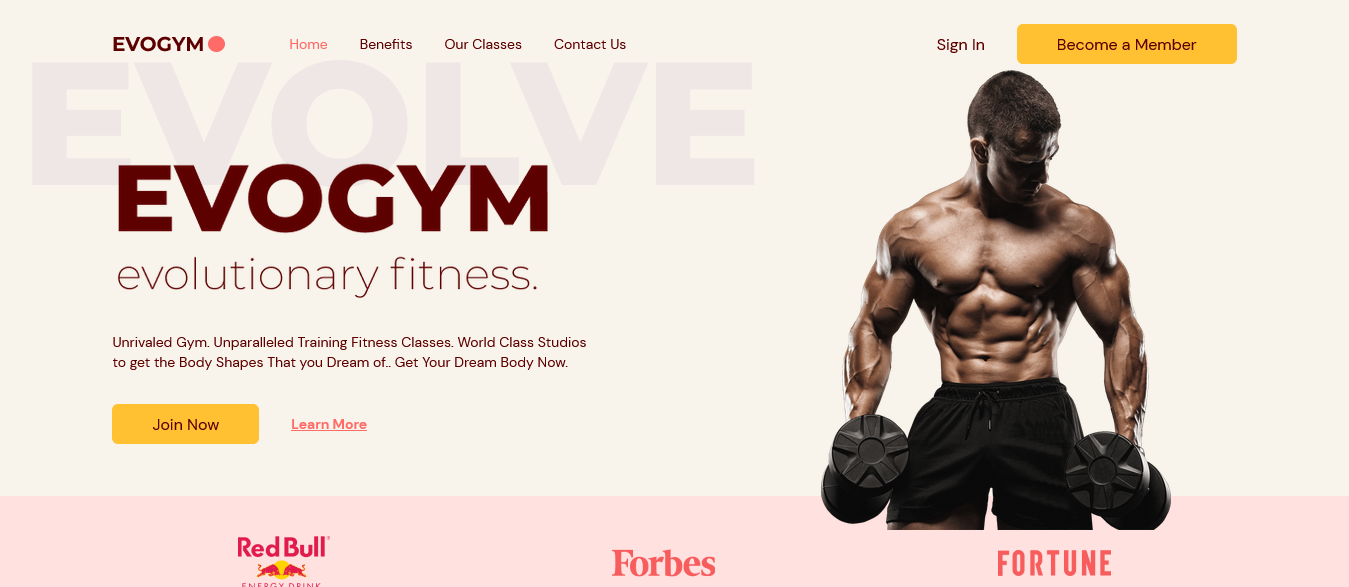 EVOGYM
Home
Benefits
Our Classes
Contact Us
Sign In
Become a Member
EVOLVE
EVOGYM
evolutionary fitness.
Unrivaled Gym. Unparalleled Training Fitness Classes. World Class Studios
to get the Body Shapes That you Dream of.. Get Your Dream Body Now.
Join Now
Learn More
Red Bull
ENERGY DRINK
Forbes
FORTUNE